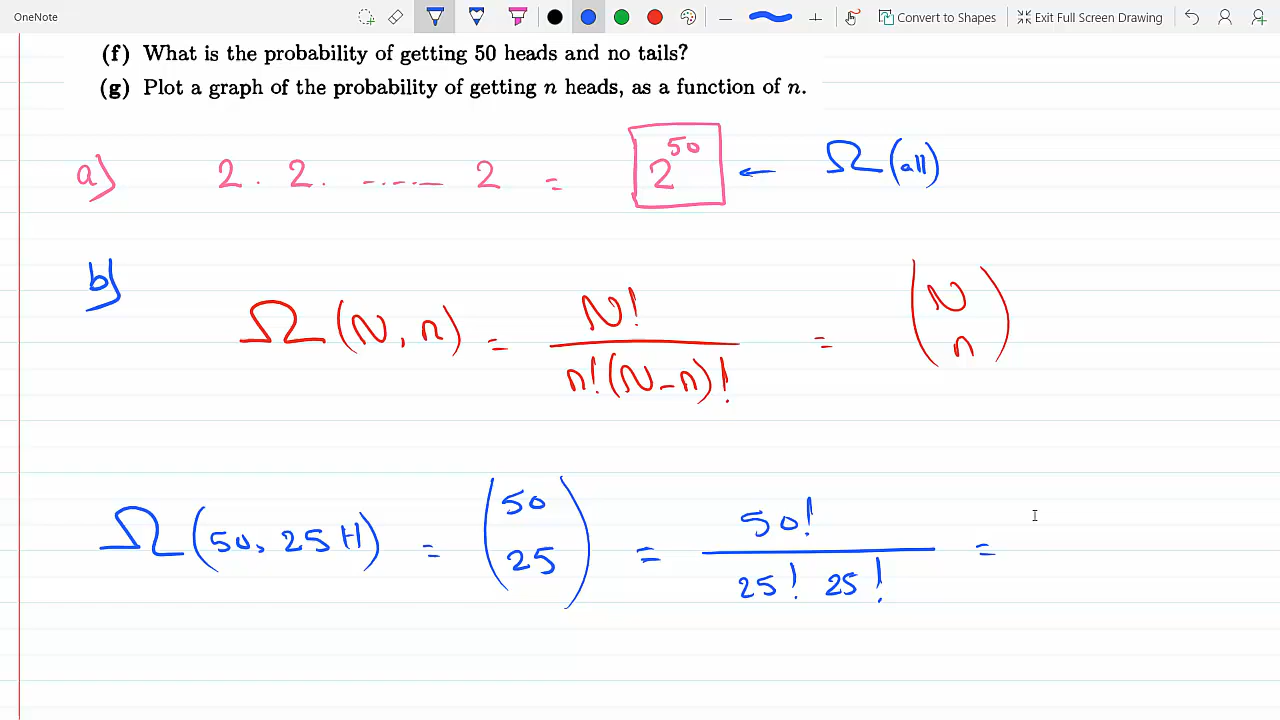 OneNote
Convert to Shapes
Exit Full Screen Drawing
(f) What is the probability of getting 50 heads and no tails?
(g) Plot a graph of the probability of getting n heads, as a function of n.
a) 2 . 2 . ...... 2 = 2^50 ← Ω(all)
b)
Ω(N, n) = N! / n!(N-n)! = (N n)
Ω(50, 25H) = (50 25) = 50! / 25! 25! =